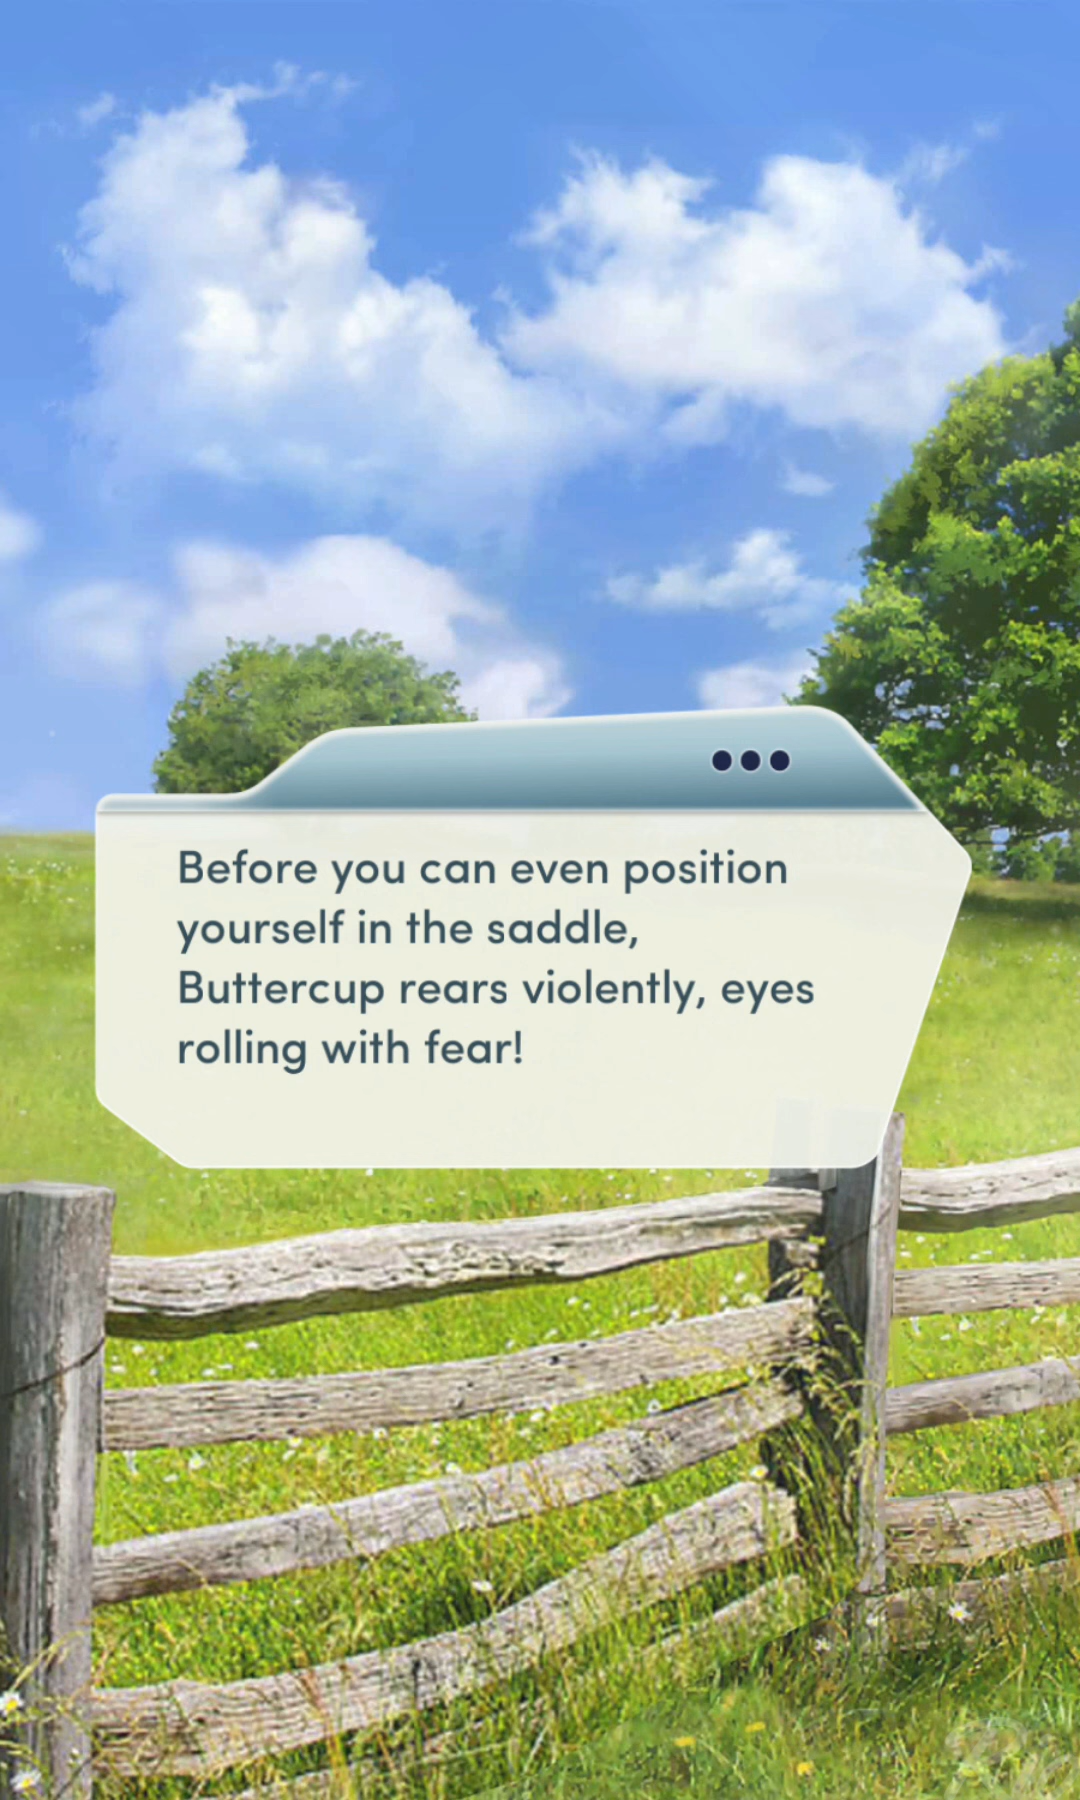 Before you can even position
yourself in the saddle,
Buttercup rears violently, eyes
rolling with fear!